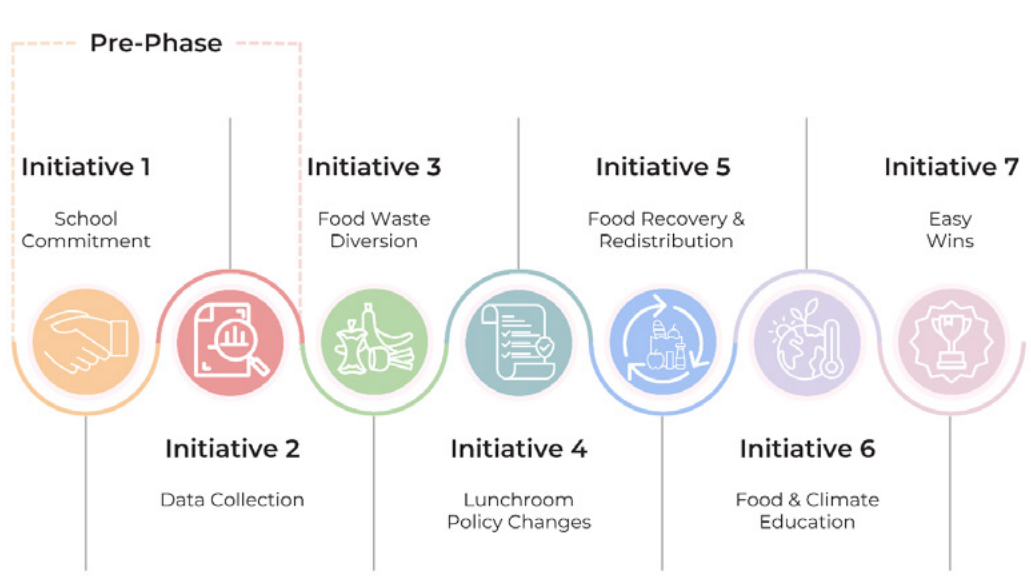 Pre-Phase
Initiative 1
School
Commitment
Initiative 2
Data Collection
Initiative 3
Food Waste
Diversion
Initiative 4
Lunchroom
Policy Changes
Initiative 5
Food Recovery &
Redistribution
Initiative 6
Food & Climate
Education
Initiative 7
Easy
Wins